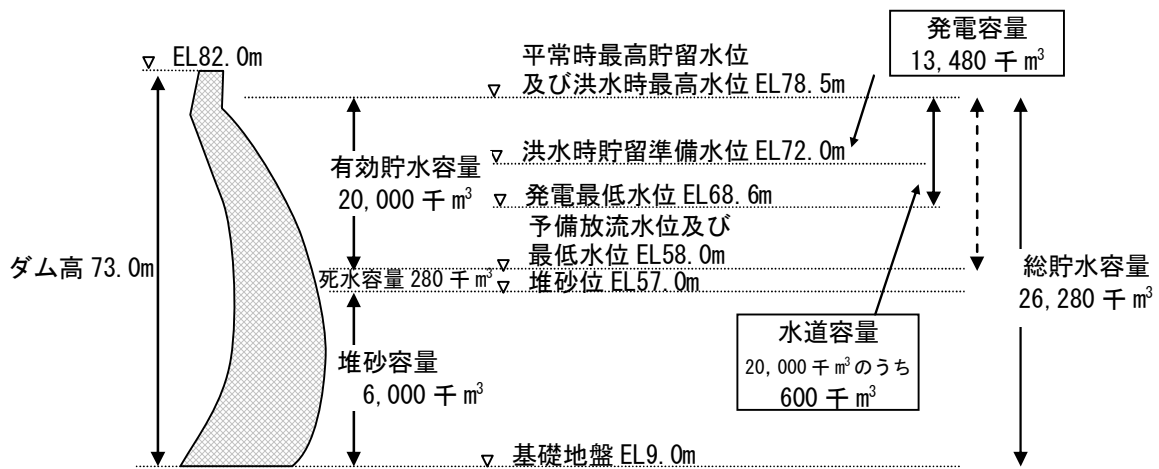 発電容量
13,480 千㎥
平常時最高貯留水位
及び洪水時最高水位 EL78.5m
▽ EL82.0m
▽
有効貯水容量
20,000 千㎥
▽ 洪水時貯留準備水位 EL72.0m
▽ 発電最低水位 EL68.6m
予備放流水位及び
▽ 最低水位 EL58.0m
ダム高 73.0m
死水容量 280 千㎥
▽ 堆砂位 EL57.0m
総貯水容量
26,280 千㎥
水道容量
20,000 千㎥のうち
600 千㎥
堆砂容量
6,000 千㎥
▽ 基礎地盤 EL9.0m